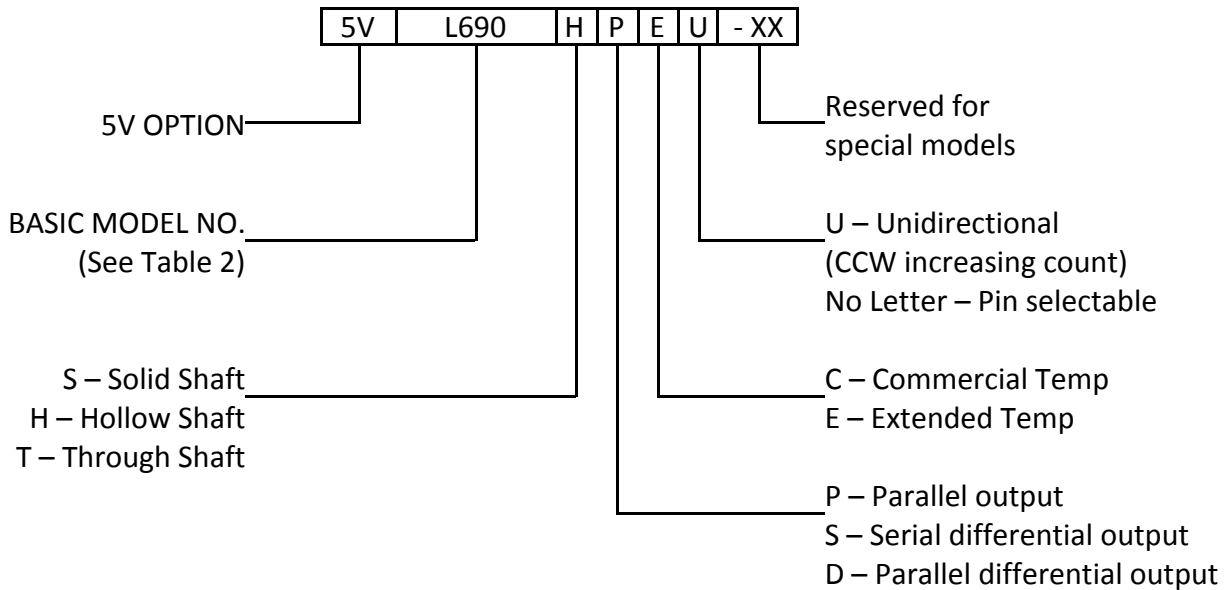 5V L690 H P E U - XX
5V OPTION
BASIC MODEL NO.
(See Table 2)
S – Solid Shaft
H – Hollow Shaft
T – Through Shaft
Reserved for
special models
U – Unidirectional
(CCW increasing count)
No Letter – Pin selectable
C – Commercial Temp
E – Extended Temp
P – Parallel output
S – Serial differential output
D – Parallel differential output